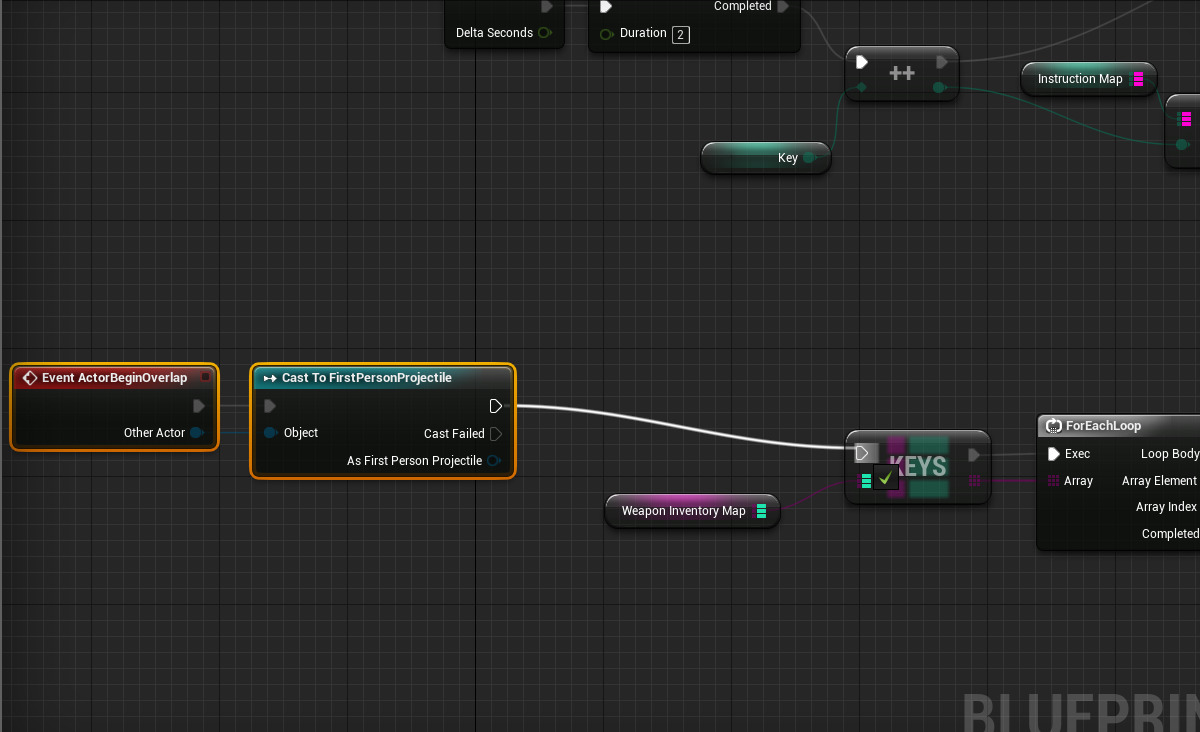 Completed
Delta Seconds
Duration 2
++
Instruction Map
Key
Event ActorBeginOverlap
Other Actor
Cast To FirstPersonProjectile
Object
Cast Failed
As First Person Projectile
Weapon Inventory Map
KEYS
ForEachLoop
Exec
Loop Body
Array
Array Element
Array Index
Completed
BLUEPRIN